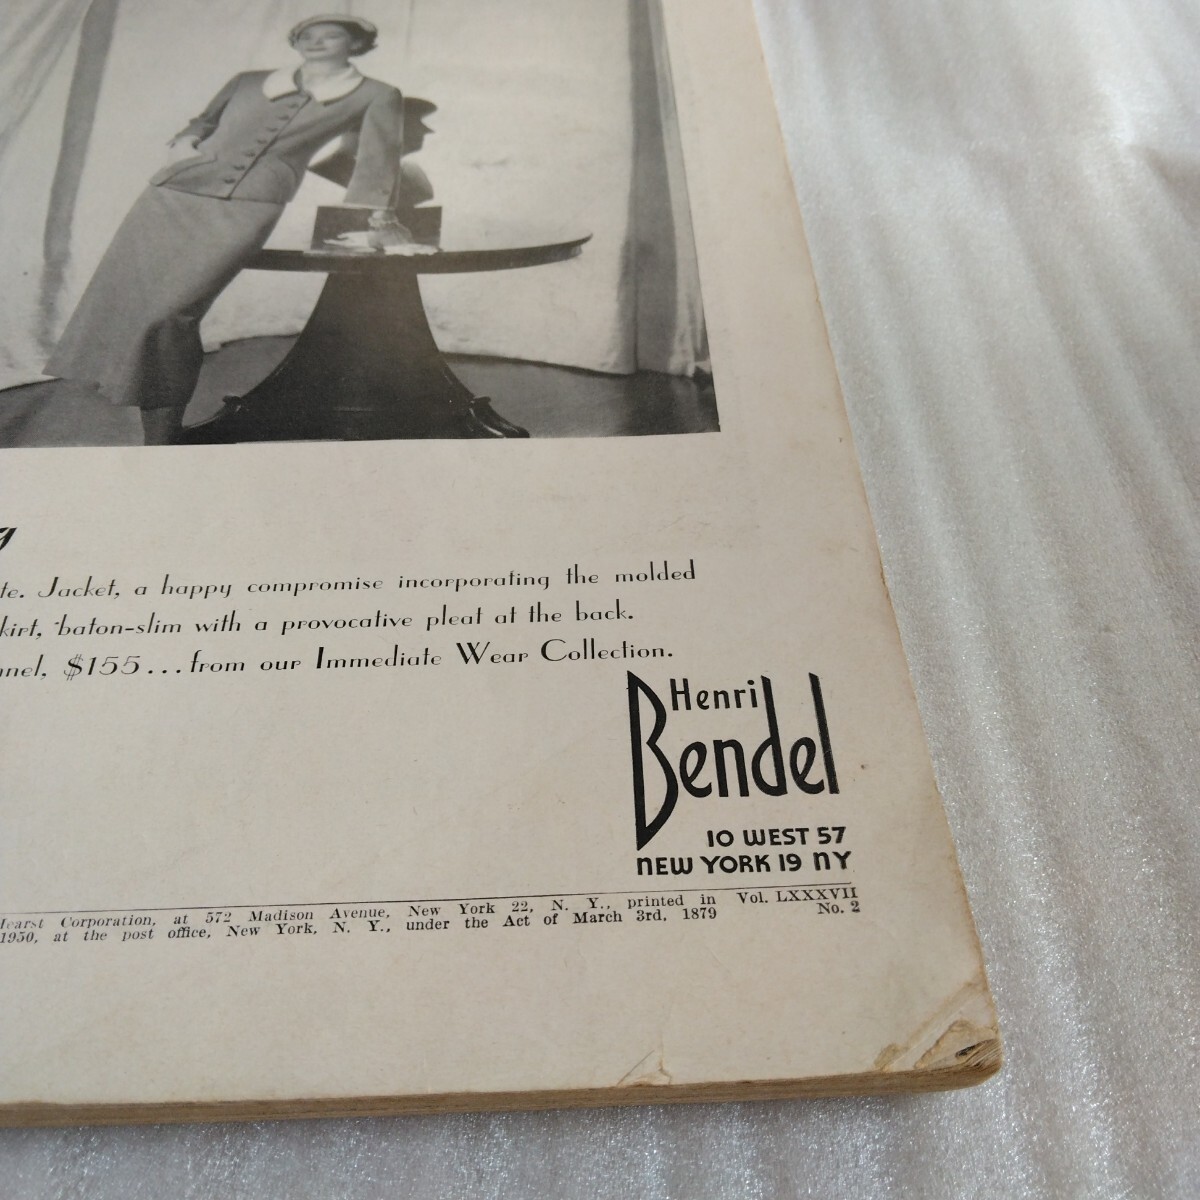 g
te. Jacket, a happy compromise incorporating the molded
kirt, baton-slim with a provocative pleat at the back.
nnel, $155...from our Immediate Wear Collection.
Henri
Bendel
10 WEST 57
NEW YORK 19 NY
Hearst Corporation, at 572 Madison Avenue, New York 22, N. Y., printed in Vol. LXXXVII
1950, at the post office, New York, N. Y., under the Act of March 3rd, 1879 No. 2